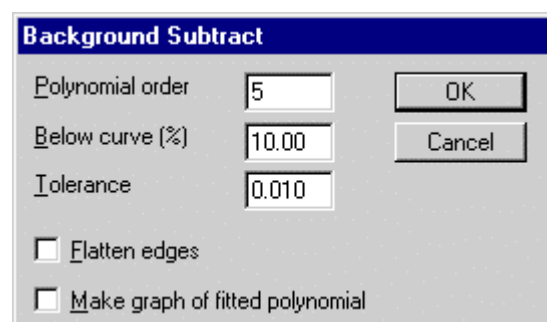 Background Subtract
Polynomial order 5 OK
Below curve (%) 10.00 Cancel
Tolerance 0.010
Flatten edges
Make graph of fitted polynomial